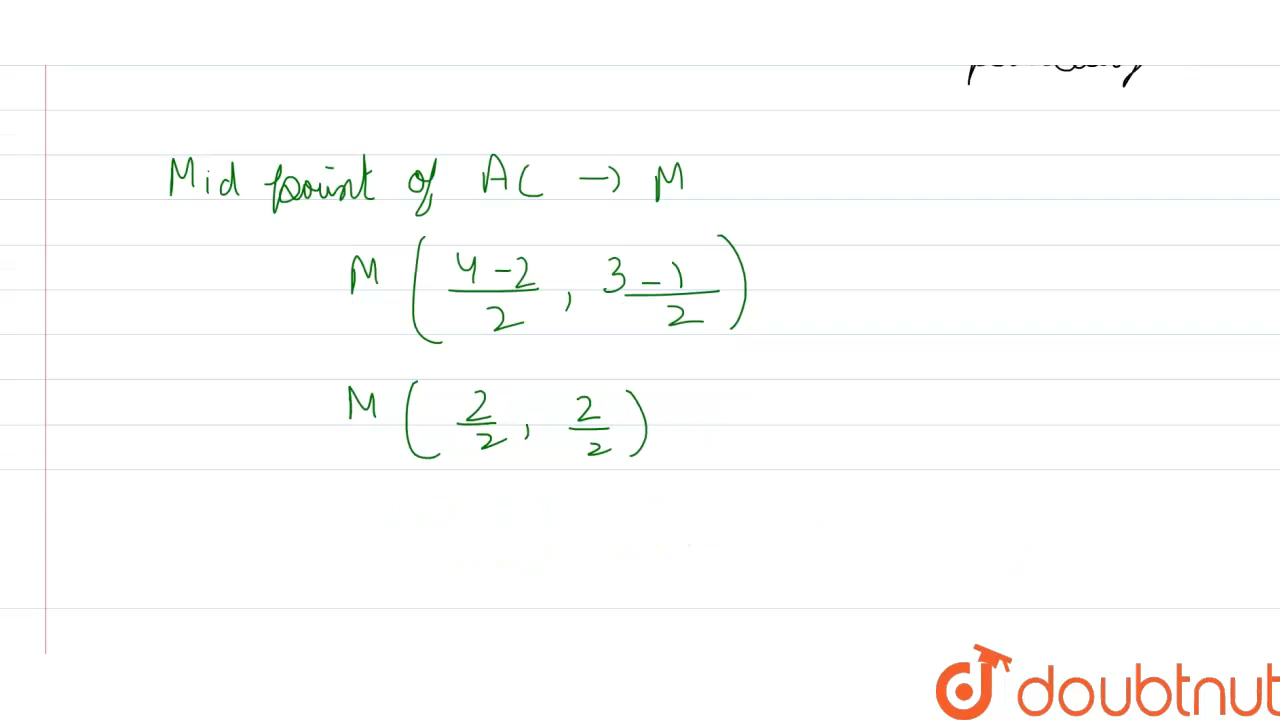 Mid point of AC → M
M ( 4-2/2 , 3-1/2 )
M ( 2/2 , 2/2 )
doubtnut